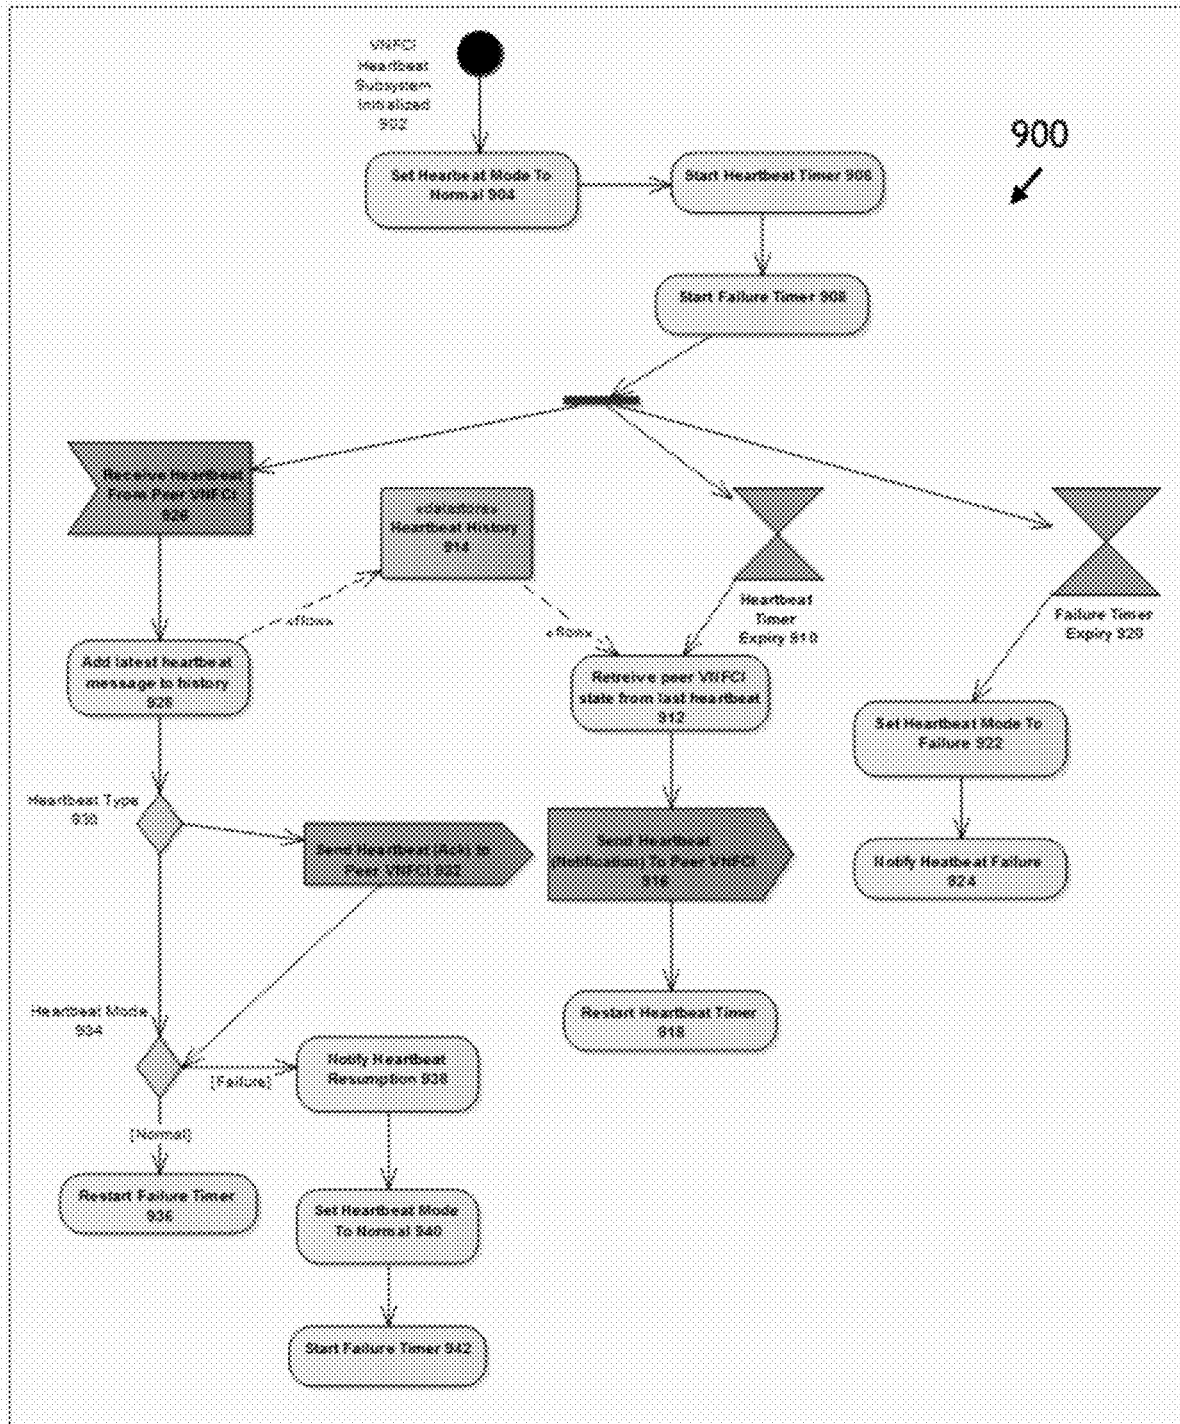 VNFCI
Heartbeat
Subsystem
Initialized
902
900
Set Hearbeat Mode To
Normal 904
Start Heartbeat Timer 906
Start Failure Timer 908
Receive Heartbeat
From Peer VNFCI
926
«datastore»
Heartbeat History
914
Heartbeat
Timer
Expiry 910
Failure Timer
Expiry 920
«flow»
«flow»
Add latest heartbeat
message to history
928
Retreive peer VNFCI
state from last heartbeat
912
Set Heartbeat Mode To
Failure 922
Heartbeat Type
930
Send Heartbeat (Ack) to
Peer VNFCI 932
Send Heartbeat
(Notification) To Peer VNFCI
916
Notify Heatbeat Failure
924
Heartbeat Mode
934
Restart Heartbeat Timer
918
[Failure]
Notify Heartbeat
Resumption 938
[Normal]
Restart Failure Timer
936
Set Heartbeat Mode
To Normal 940
Start Failure Timer 942